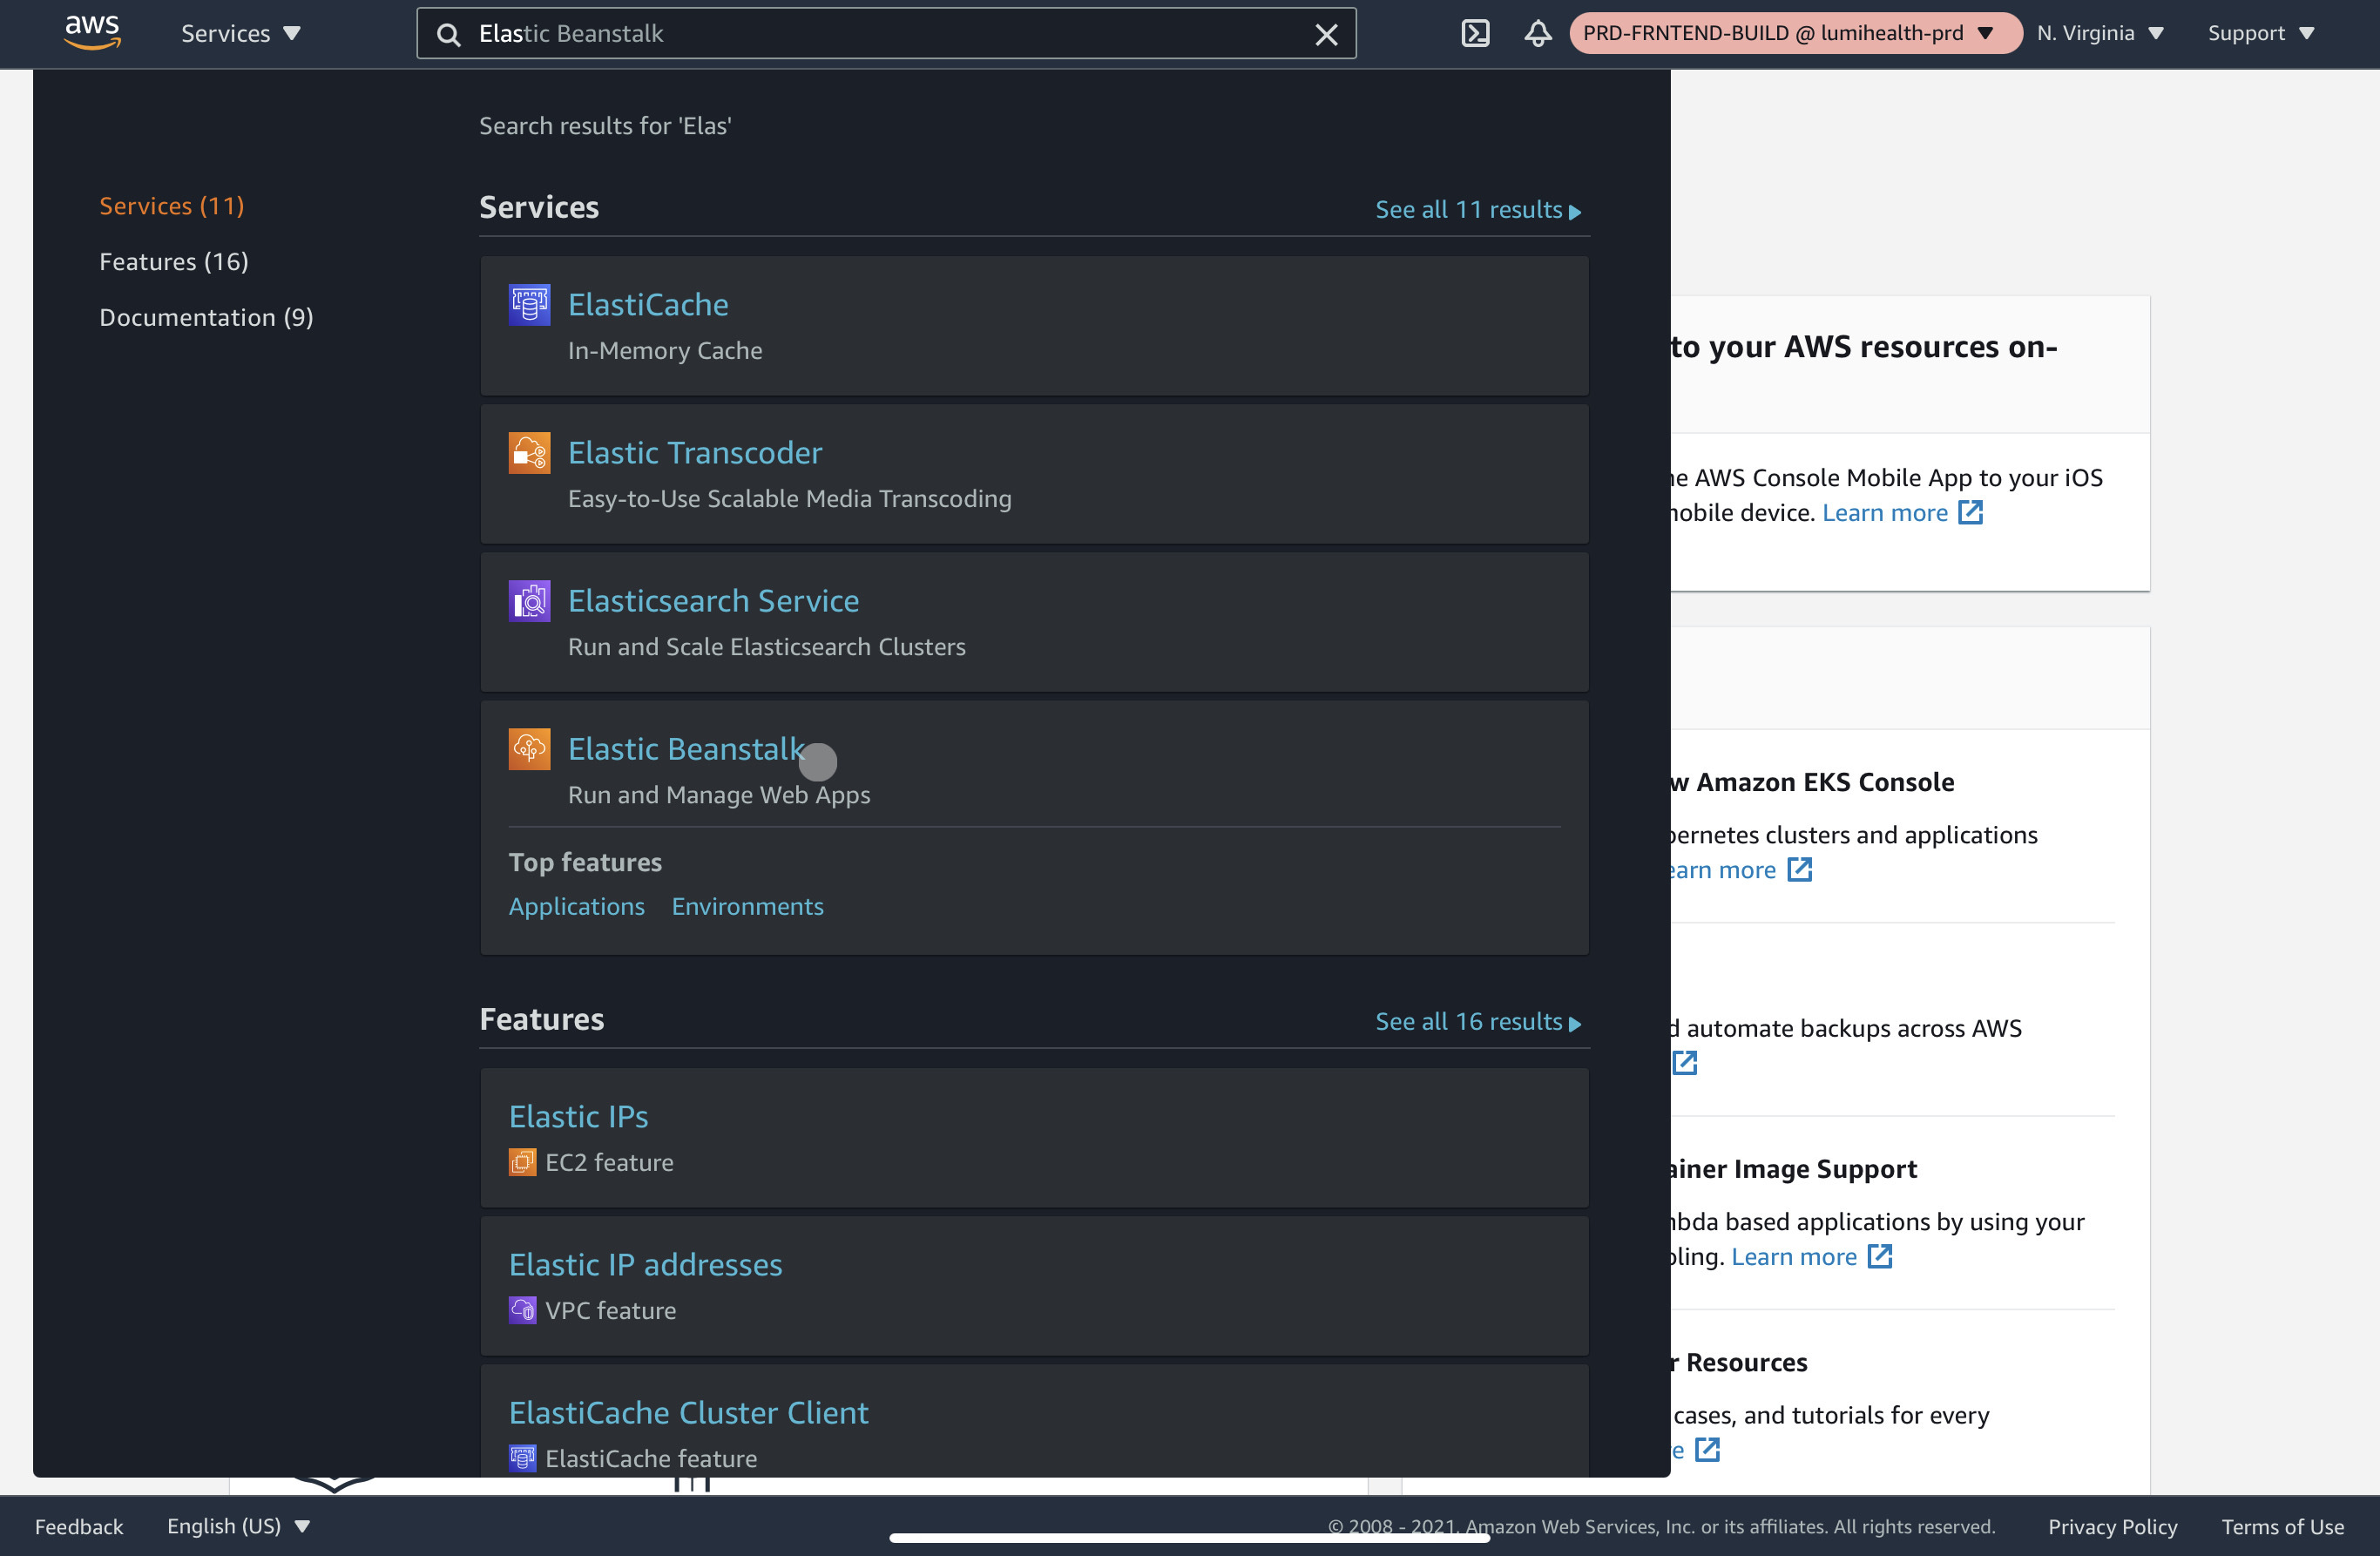 aws
Services
Elastic Beanstalk
PRD-FRNTEND-BUILD @ lumihealth-prd
N. Virginia
Support
Search results for 'Elas'
Services (11)
Features (16)
Documentation (9)
Services
See all 11 results
ElastiCache
In-Memory Cache
Elastic Transcoder
Easy-to-Use Scalable Media Transcoding
Elasticsearch Service
Run and Scale Elasticsearch Clusters
Elastic Beanstalk
Run and Manage Web Apps
Top features
Applications Environments
Features
See all 16 results
Elastic IPs
EC2 feature
Elastic IP addresses
VPC feature
ElastiCache Cluster Client
ElastiCache feature
to your AWS resources on-
AWS Console Mobile App to your iOS
device. Learn more
Amazon EKS Console
clusters and applications
more
automate backups across AWS
Image Support
based applications by using your
Learn more
Resources
cases, and tutorials for every
Feedback
English (US)
© 2008 - 2021, Amazon Web Services, Inc. or its affiliates. All rights reserved.
Privacy Policy
Terms of Use